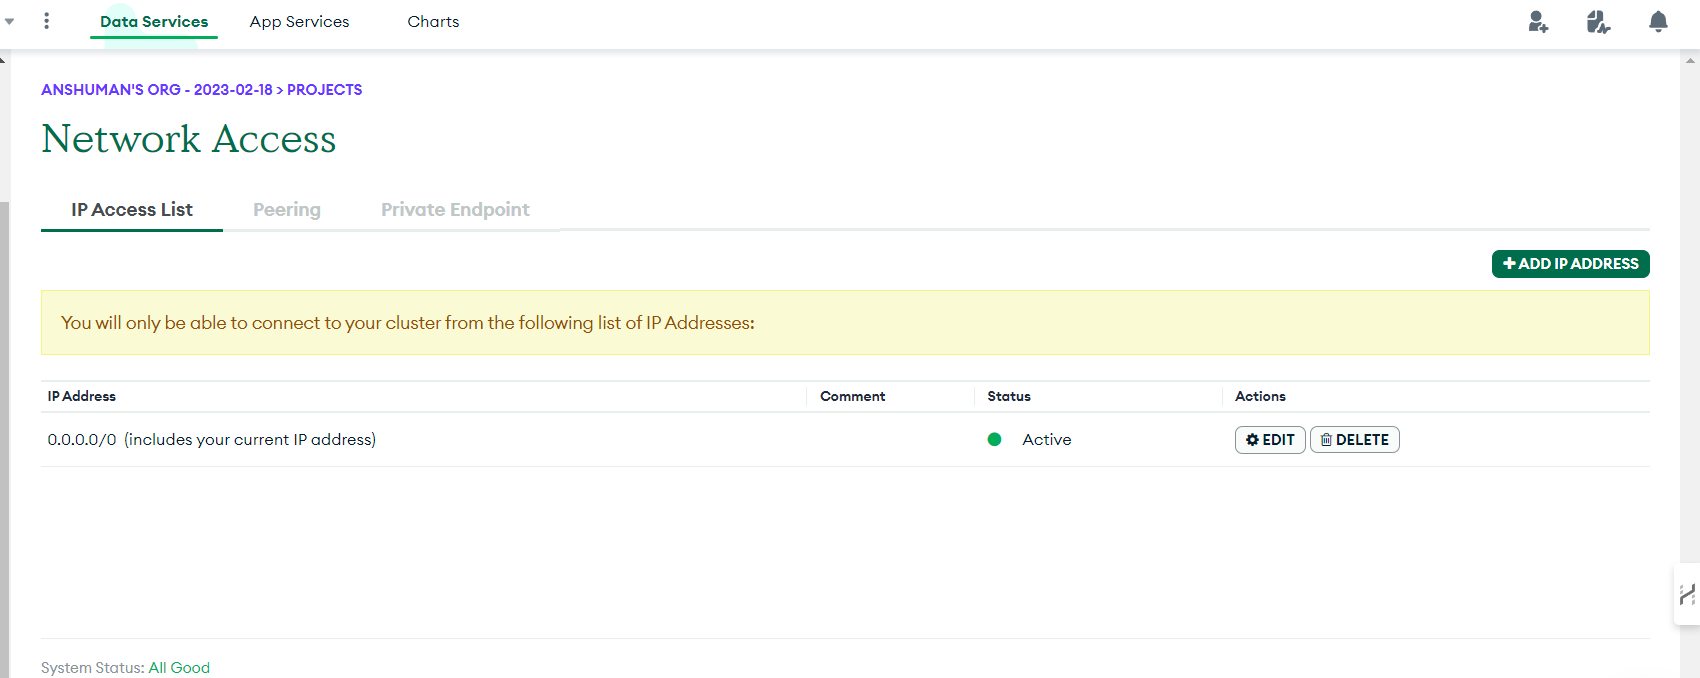 Data Services App Services Charts
ANSHUMAN'S ORG - 2023-02-18 > PROJECTS
Network Access
IP Access List Peering Private Endpoint
+ ADD IP ADDRESS
You will only be able to connect to your cluster from the following list of IP Addresses:
IP Address Comment Status Actions
0.0.0.0/0 (includes your current IP address) Active EDIT DELETE
System Status: All Good